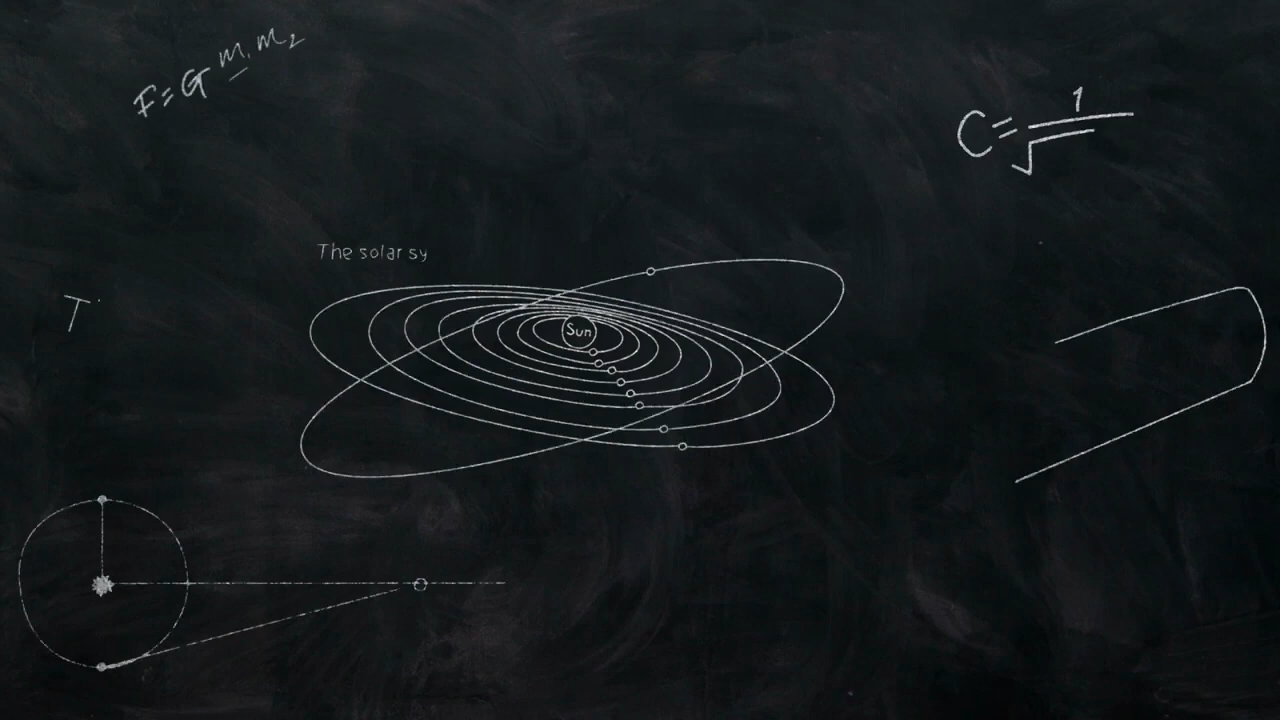 F=G m₁m₂
C=1/√
The solar sy
Sun
T